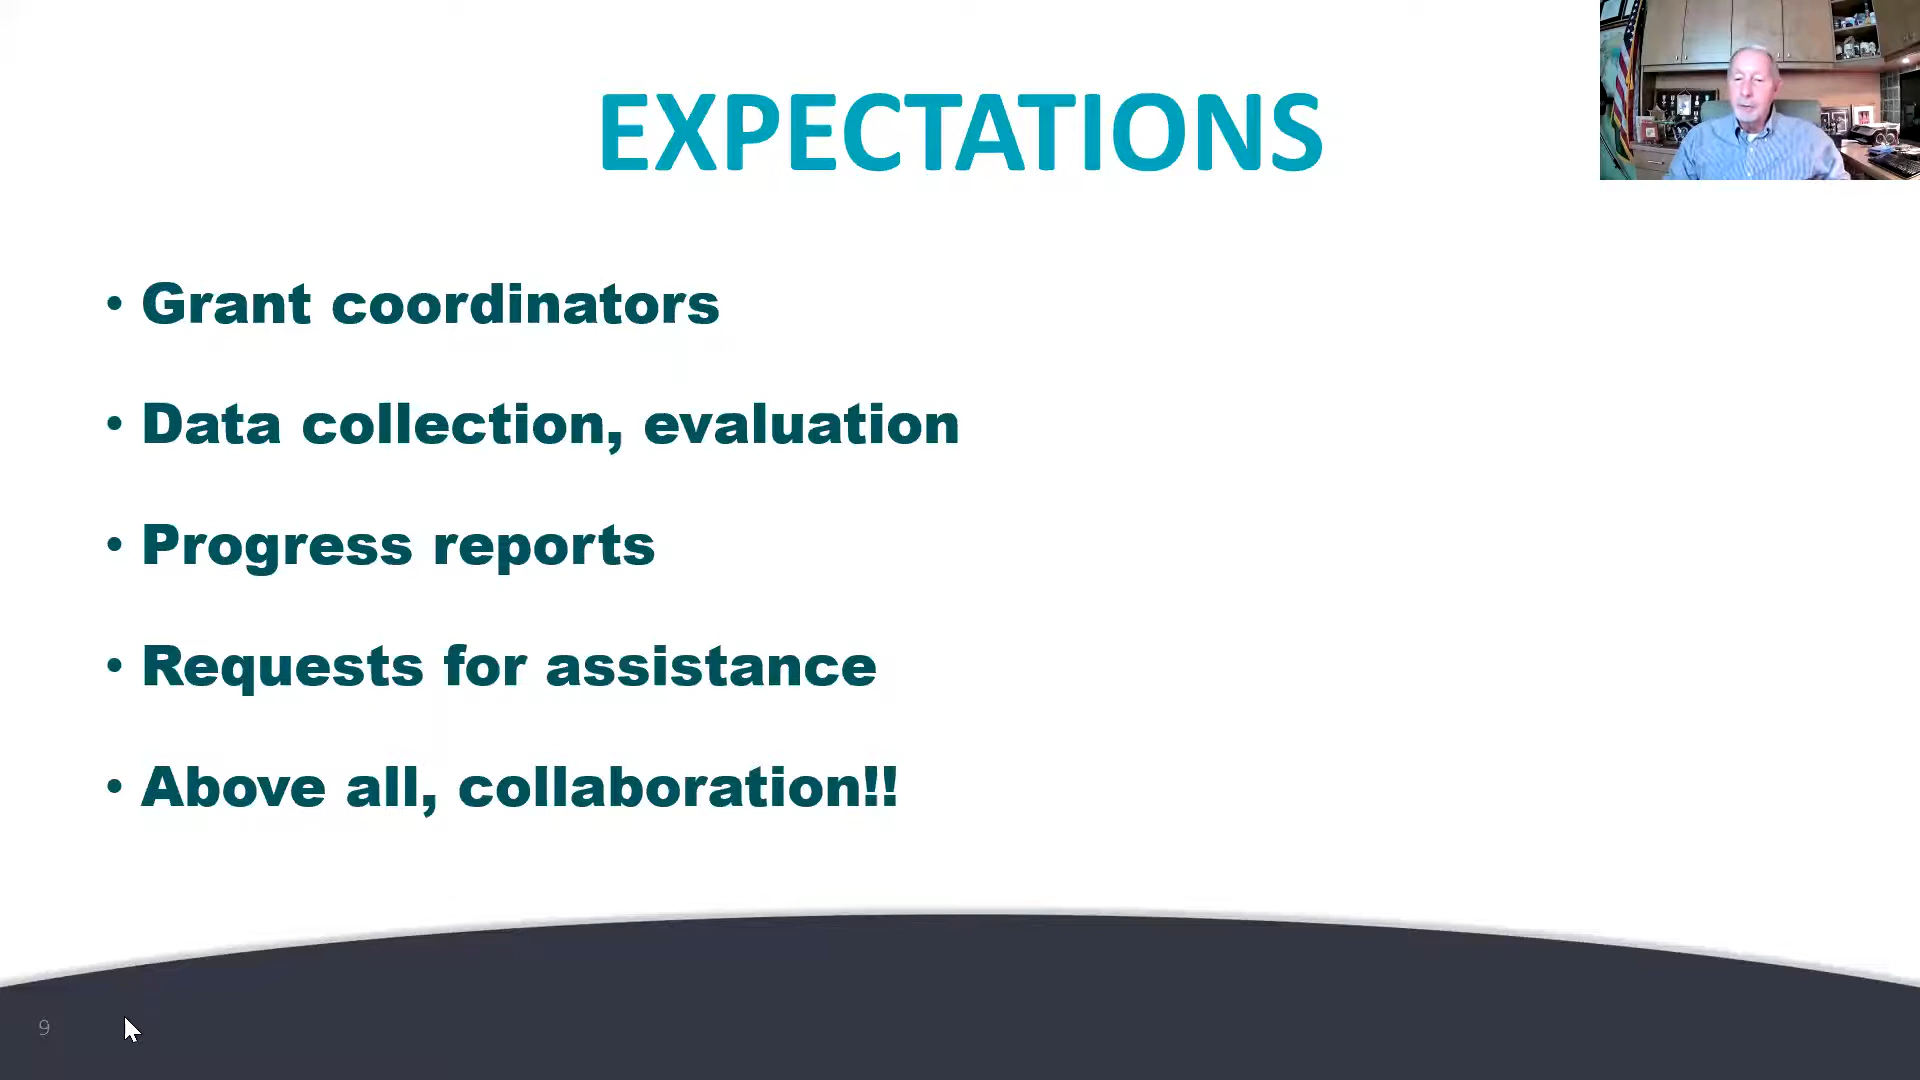 EXPECTATIONS
• Grant coordinators
• Data collection, evaluation
• Progress reports
• Requests for assistance
• Above all, collaboration!!
9